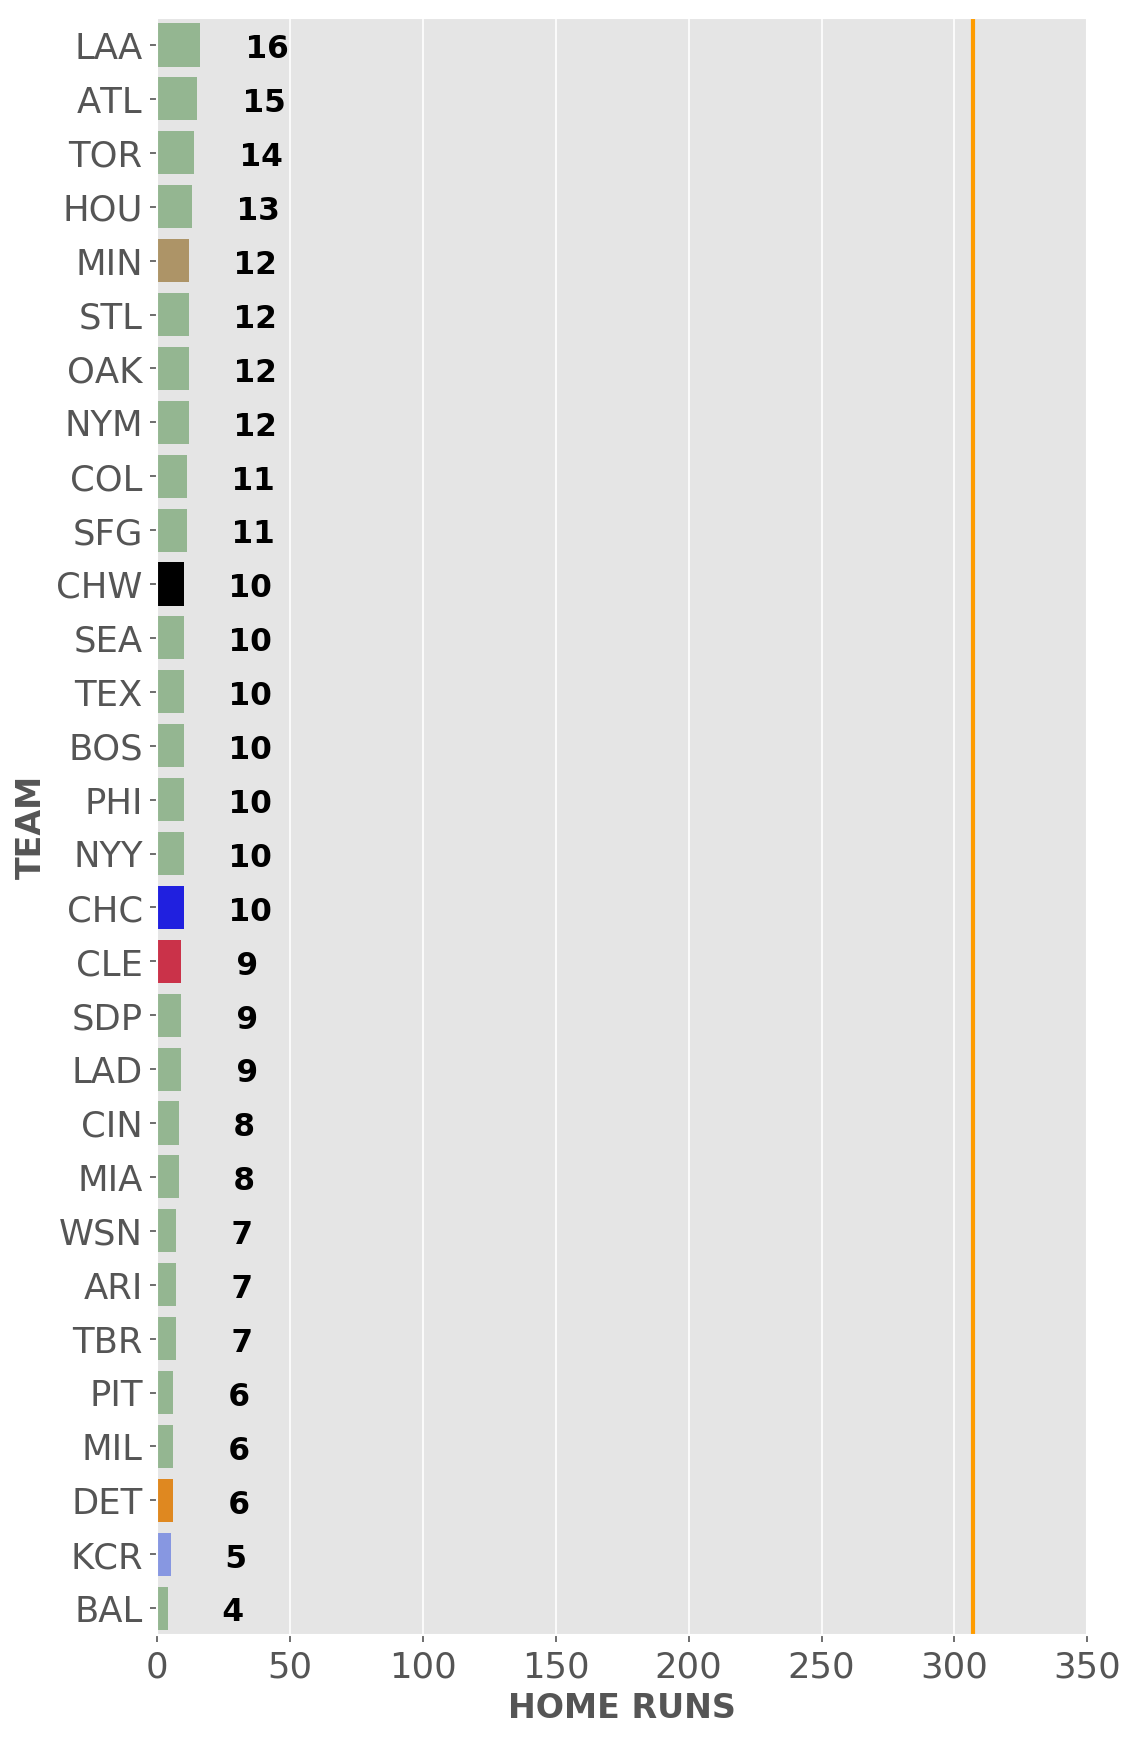 LAA 16
ATL 15
TOR 14
HOU 13
MIN 12
STL 12
OAK 12
NYM 12
COL 11
SFG 11
CHW 10
SEA 10
TEX 10
BOS 10
PHI 10
NYY 10
CHC 10
CLE 9
SDP 9
LAD 9
CIN 8
MIA 8
WSN 7
ARI 7
TBR 7
PIT 6
MIL 6
DET 6
KCR 5
BAL 4
TEAM
0 50 100 150 200 250 300 350
HOME RUNS